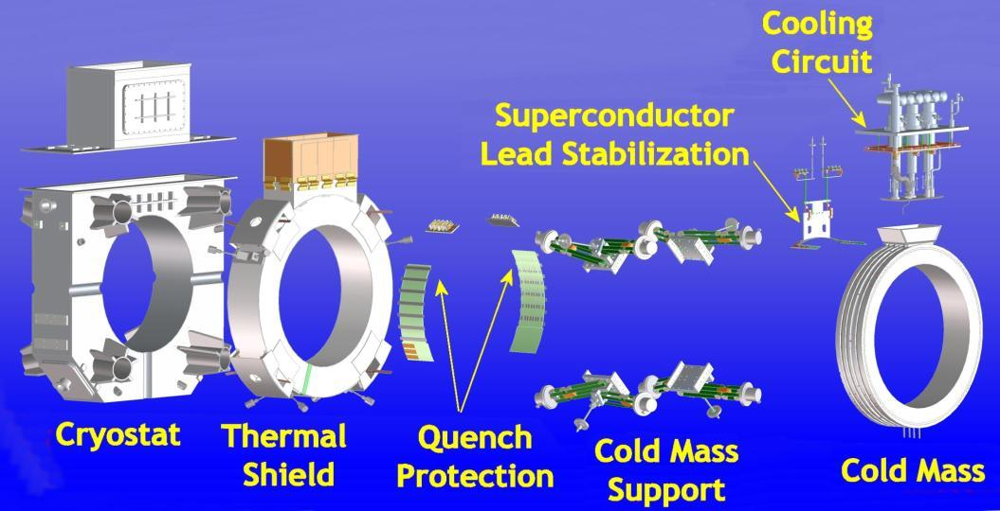 Cooling
Circuit
Superconductor
Lead Stabilization
Cryostat
Thermal
Shield
Quench
Protection
Cold Mass
Support
Cold Mass